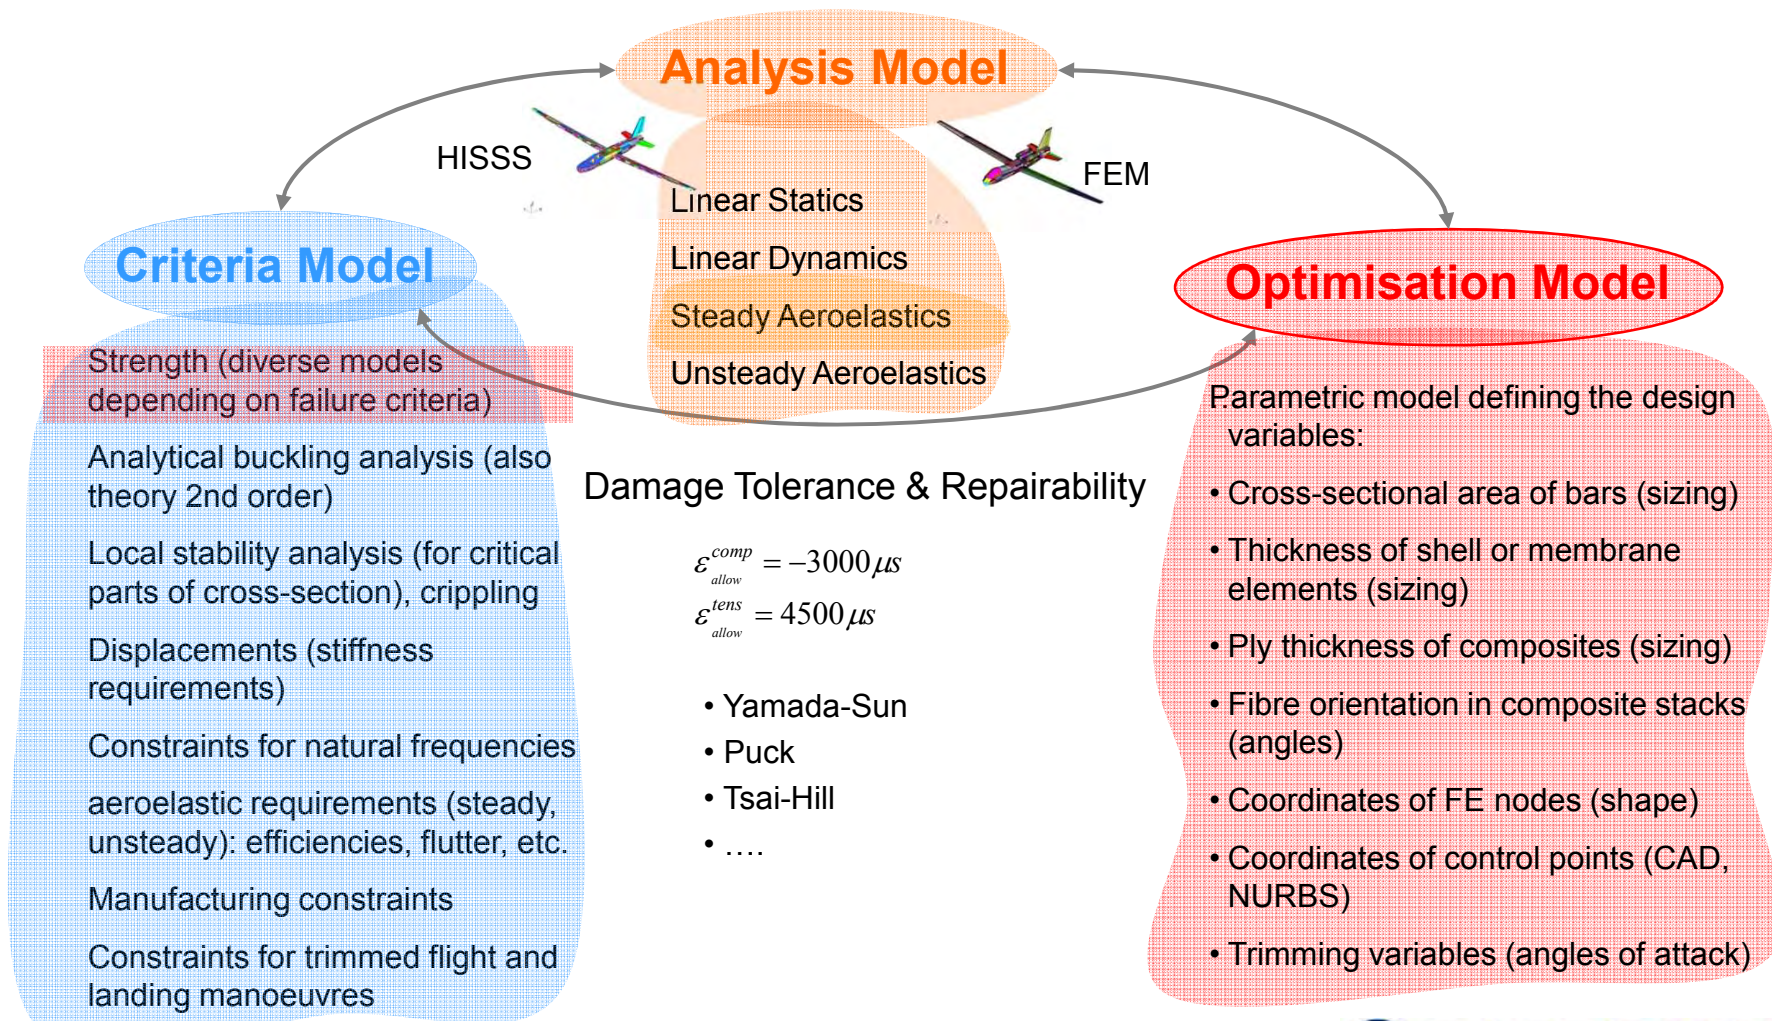 Analysis Model
HISSS
FEM
Linear Statics
Linear Dynamics
Steady Aeroelastics
Unsteady Aeroelastics
Criteria Model
Strength (diverse models
depending on failure criteria)
Analytical buckling analysis (also
theory 2nd order)
Local stability analysis (for critical
parts of cross-section), crippling
Displacements (stiffness
requirements)
Constraints for natural frequencies
aeroelastic requirements (steady,
unsteady): efficiencies, flutter, etc.
Manufacturing constraints
Constraints for trimmed flight and
landing manoeuvres
Damage Tolerance & Repairability
ε_allow^comp = −3000 μs
ε_allow^tens = 4500 μs
• Yamada-Sun
• Puck
• Tsai-Hill
• ….
Optimisation Model
Parametric model defining the design
variables:
• Cross-sectional area of bars (sizing)
• Thickness of shell or membrane
elements (sizing)
• Ply thickness of composites (sizing)
• Fibre orientation in composite stacks
(angles)
• Coordinates of FE nodes (shape)
• Coordinates of control points (CAD,
NURBS)
• Trimming variables (angles of attack)